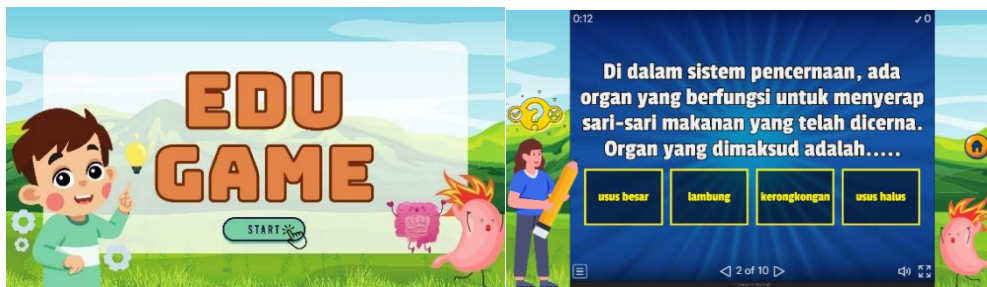 EDU
GAME
START
0:12
✓0
Di dalam sistem pencernaan, ada
organ yang berfungsi untuk menyerap
sari-sari makanan yang telah dicerna.
Organ yang dimaksud adalah.....
usus besar
lambung
kerongkongan
usus halus
2 of 10